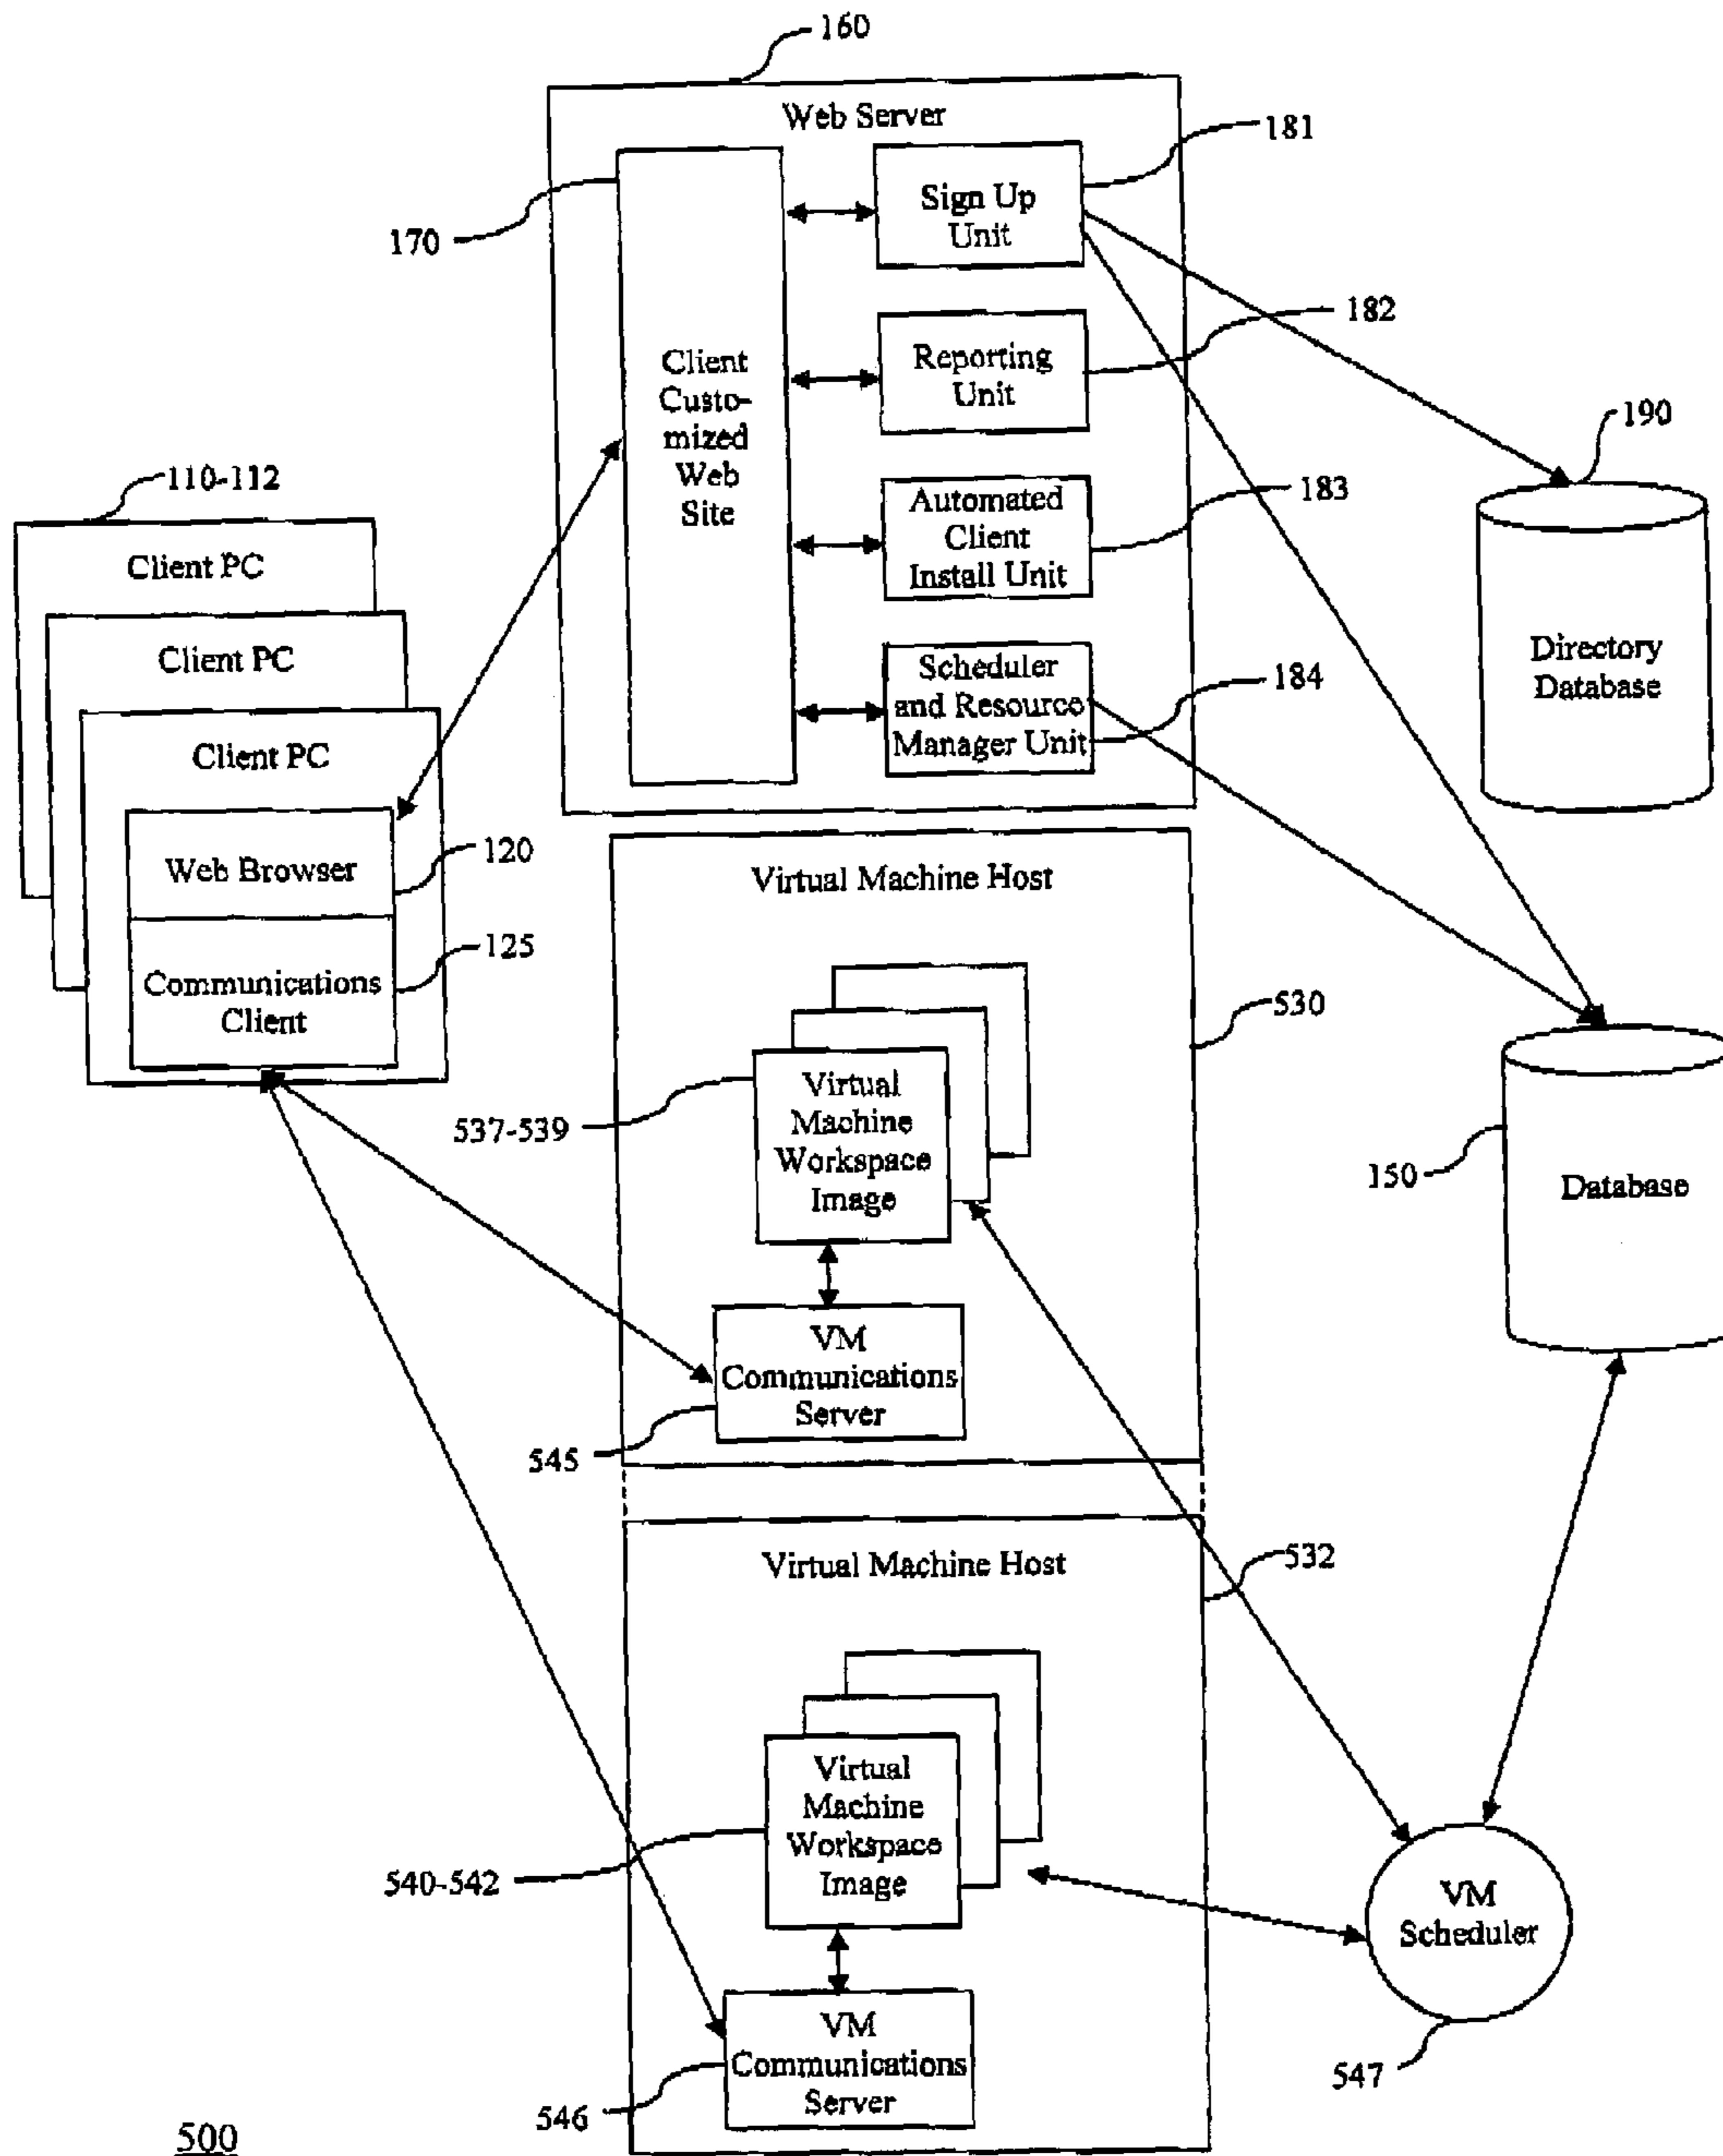 160
Web Server
181
Sign Up
Unit
170
182
Reporting
Unit
Client
Custo-
mized
Web
Site
190
110-112
183
Automated
Client
Install Unit
Client PC
Client PC
Client PC
Scheduler
and Resource
Manager Unit
184
Directory
Database
Web Browser
120
Virtual Machine Host
125
Communications
Client
530
Virtual
Machine
Workspace
Image
537-539
150
Database
VM
Communications
Server
545
Virtual Machine Host
532
Virtual
Machine
Workspace
Image
540-542
VM
Scheduler
VM
Communications
Server
546
547
500